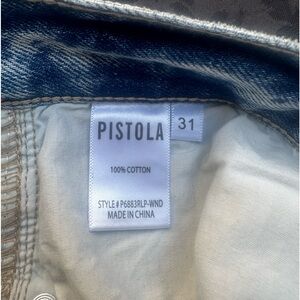 PISTOLA
31
100% COTTON
STYLE # P6883RLP-WND
MADE IN CHINA